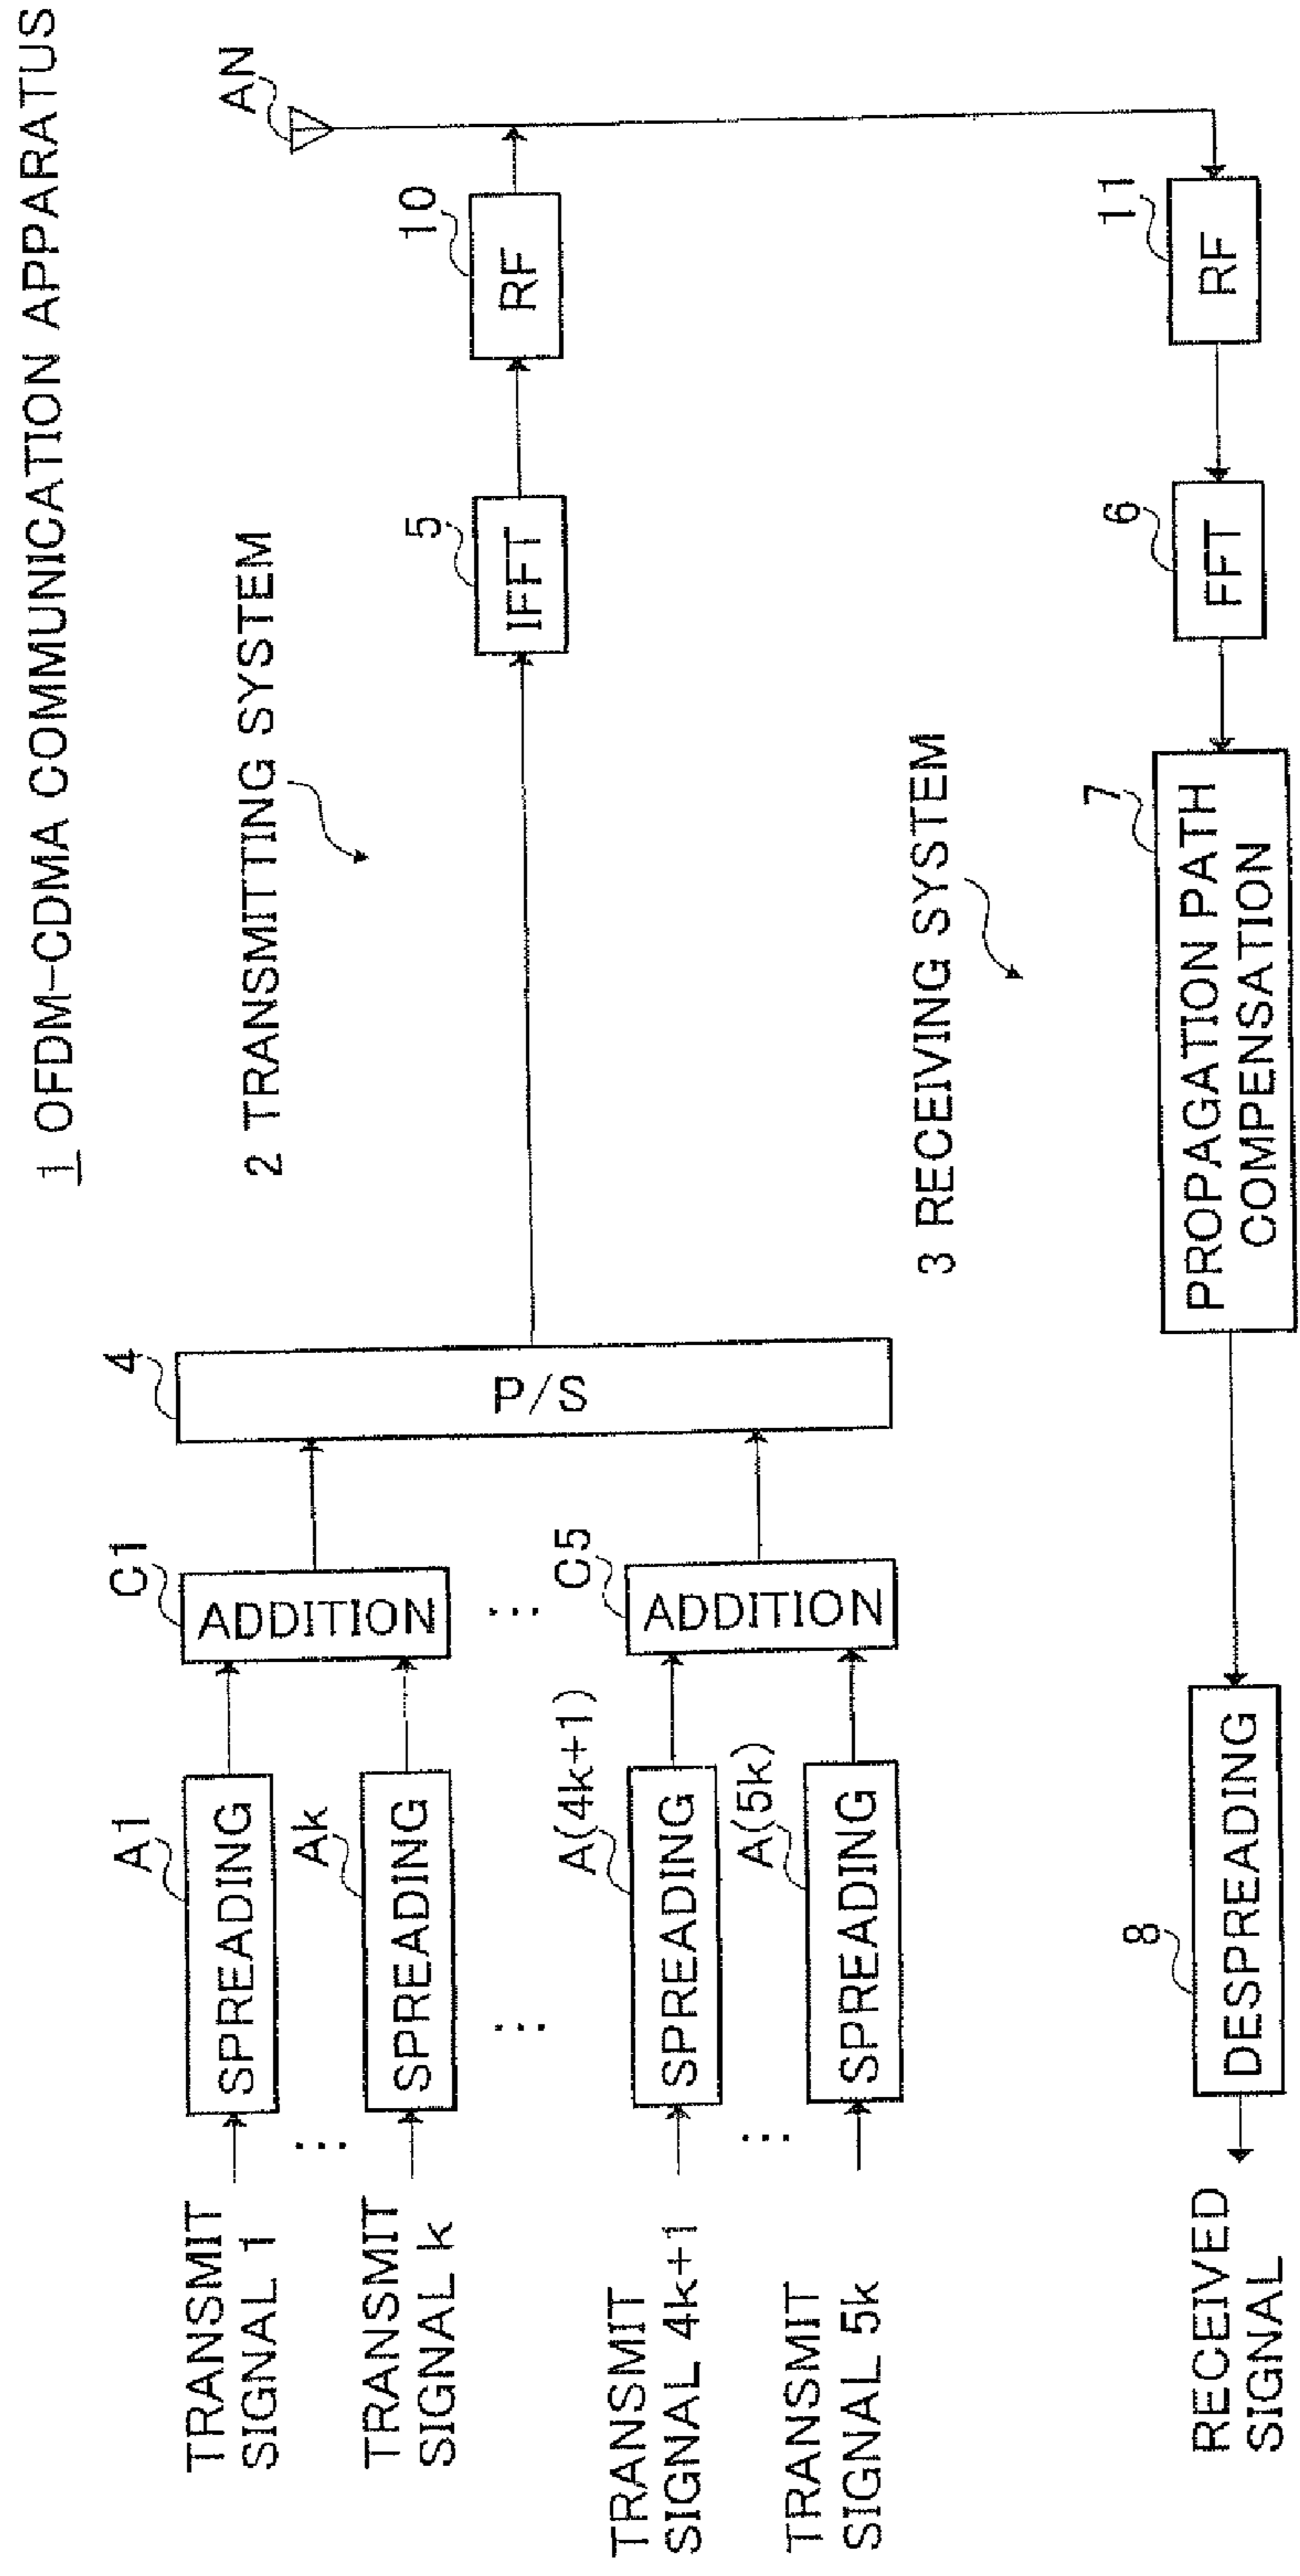 1 OFDM-CDMA COMMUNICATION APPARATUS
2 TRANSMITTING SYSTEM
TRANSMIT
SIGNAL 1
A1
SPREADING
...
TRANSMIT
SIGNAL k
Ak
SPREADING
C1
ADDITION
...
...
TRANSMIT
SIGNAL 4k+1
A(4k+1)
SPREADING
...
TRANSMIT
SIGNAL 5k
A(5k)
SPREADING
C5
ADDITION
4
P/S
5
IFFT
10
RF
AN
3 RECEIVING SYSTEM
11
RF
6
FFT
7
PROPAGATION PATH
COMPENSATION
8
DESPREADING
RECEIVED
SIGNAL